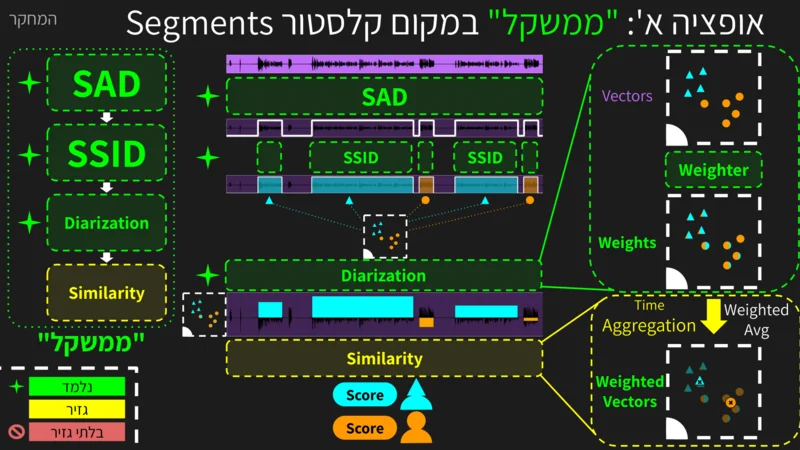 המחקר
אופציה א': "ממשקל" במקום קלסטור Segments
SAD
SSID
Diarization
Similarity
"ממשקל"
נלמד
גזיר
בלתי גזיר
SAD
SSID
SSID
Diarization
Similarity
Score
Score
Vectors
Weighter
Weights
Time
Aggregation
Weighted
Avg
Weighted
Vectors